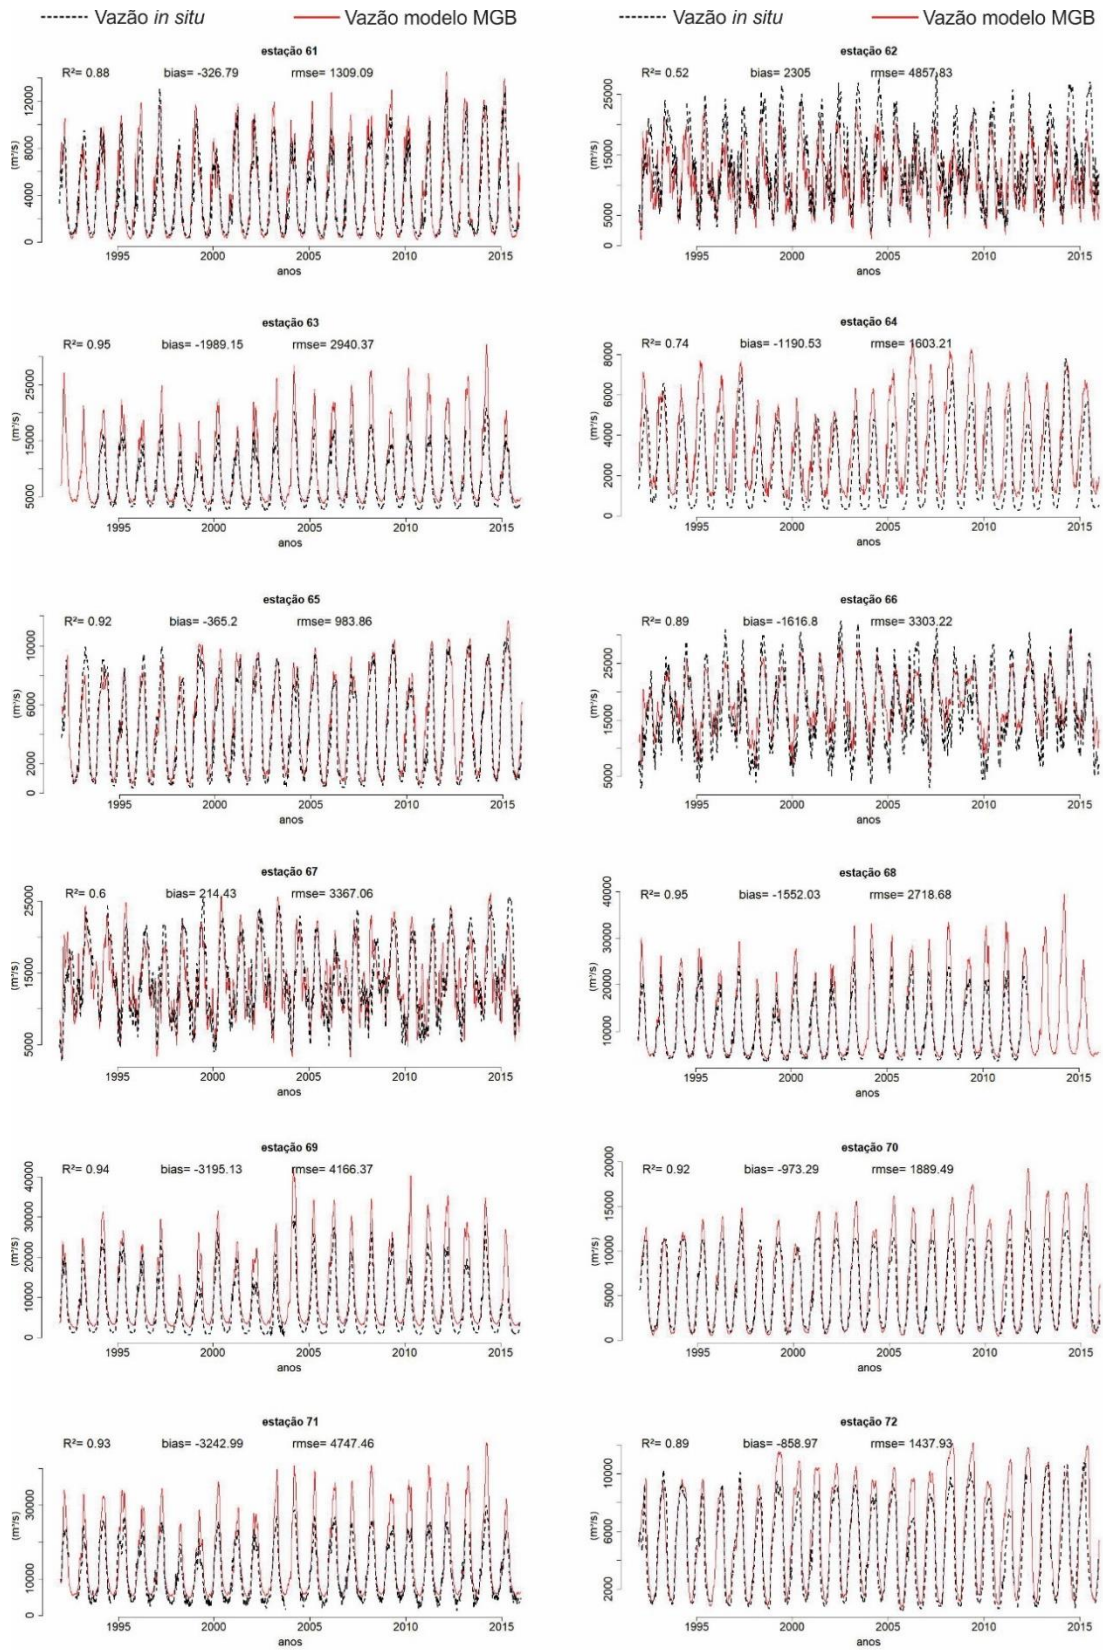 Vazão in situ Vazão modelo MGB Vazão in situ Vazão modelo MGB
estação 61
R²= 0.88 bias= -326.79 rmse= 1309.09
(m³/s)
0 4000 8000 12000
1995 2000 2005 2010 2015
anos
estação 62
R²= 0.52 bias= 2305 rmse= 4857.83
(m³/s)
0 5000 15000 25000
1995 2000 2005 2010 2015
anos
estação 63
R²= 0.95 bias= -1989.15 rmse= 2940.37
(m³/s)
5000 15000 25000
1995 2000 2005 2010 2015
anos
estação 64
R²= 0.74 bias= -1190.53 rmse= 1603.21
(m³/s)
0 2000 4000 6000 8000
1995 2000 2005 2010 2015
anos
estação 65
R²= 0.92 bias= -365.2 rmse= 983.86
(m³/s)
0 2000 6000 10000
1995 2000 2005 2010 2015
anos
estação 66
R²= 0.89 bias= -1616.8 rmse= 3303.22
(m³/s)
5000 15000 25000
1995 2000 2005 2010 2015
anos
estação 67
R²= 0.6 bias= 214.43 rmse= 3367.06
(m³/s)
5000 15000 25000
1995 2000 2005 2010 2015
anos
estação 68
R²= 0.95 bias= -1552.03 rmse= 2718.68
(m³/s)
10000 20000 30000 40000
1995 2000 2005 2010 2015
anos
estação 69
R²= 0.94 bias= -3195.13 rmse= 4166.37
(m³/s)
0 10000 20000 30000 40000
1995 2000 2005 2010 2015
anos
estação 70
R²= 0.92 bias= -973.29 rmse= 1889.49
(m³/s)
0 5000 10000 15000 20000
1995 2000 2005 2010 2015
anos
estação 71
R²= 0.93 bias= -3242.99 rmse= 4747.46
(m³/s)
0 10000 30000
1995 2000 2005 2010 2015
anos
estação 72
R²= 0.89 bias= -858.97 rmse= 1437.93
(m³/s)
2000 6000 10000
1995 2000 2005 2010 2015
anos